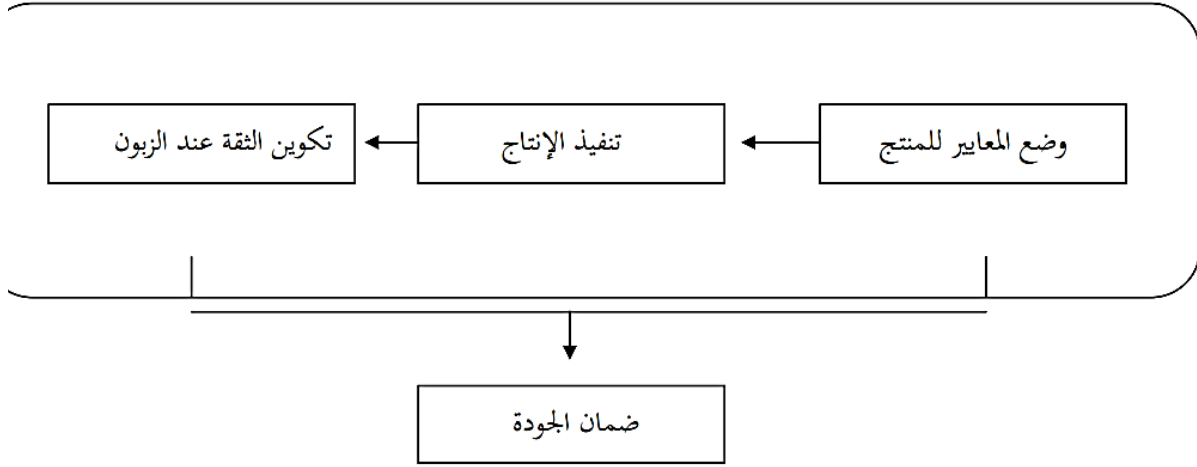 وضع المعايير للمنتج
تنفيذ الإنتاج
تكوين الثقة عند الزبون
ضمان الجودة